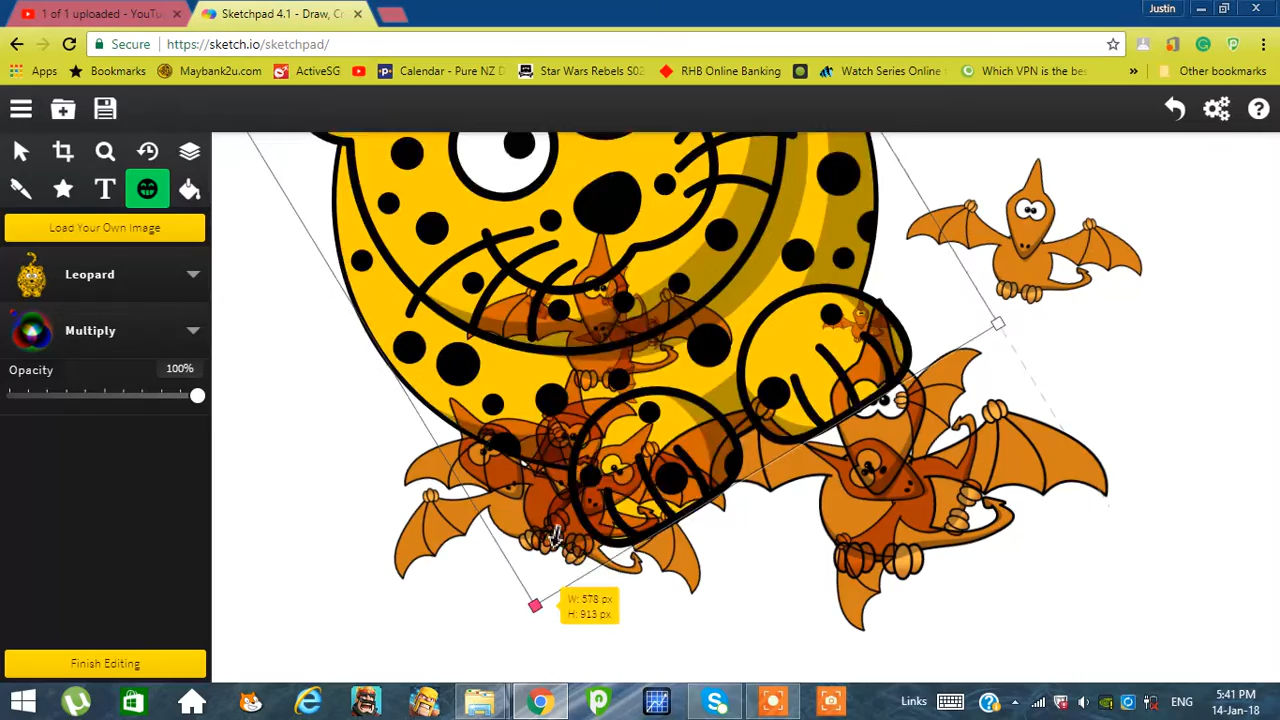 1 of 1 uploaded - YouTu
Sketchpad 4.1 - Draw, Cr
Justin
Secure
https://sketch.io/sketchpad/
Apps
Bookmarks
Maybank2u.com
ActiveSG
Calendar - Pure NZ D
Star Wars Rebels S02
RHB Online Banking
Watch Series Online
Which VPN is the bes
»
Other bookmarks
Load Your Own Image
Leopard
Multiply
Opacity
100%
W: 578 px
H: 913 px
Finish Editing
Links
ENG
5:41 PM
14-Jan-18